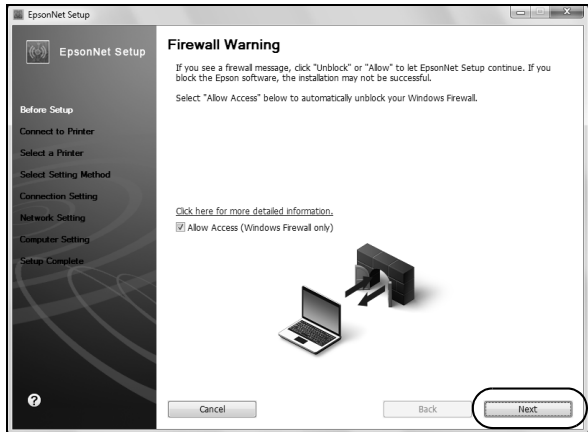 EpsonNet Setup
EpsonNet Setup
Before Setup
Connect to Printer
Select a Printer
Select Setting Method
Connection Setting
Network Setting
Computer Setting
Setup Complete
?
Firewall Warning
If you see a firewall message, click "Unblock" or "Allow" to let EpsonNet Setup continue. If you
block the Epson software, the installation may not be successful.
Select "Allow Access" below to automatically unblock your Windows Firewall.
Click here for more detailed information.
Allow Access (Windows Firewall only)
Cancel
Back
Next